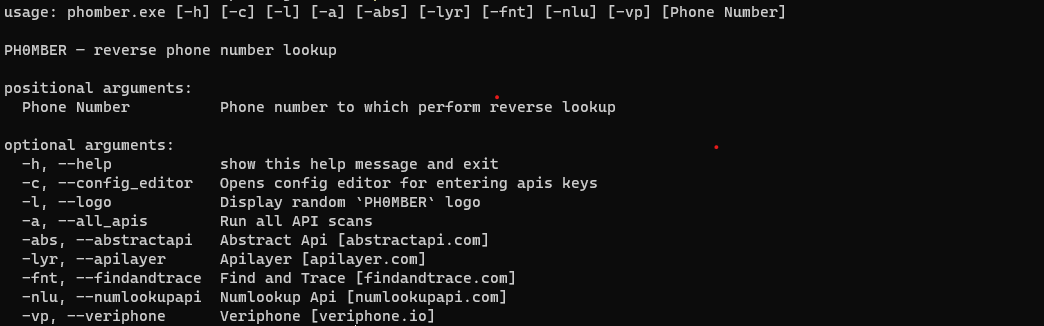 usage: phomber.exe [-h] [-c] [-l] [-a] [-abs] [-lyr] [-fnt] [-nlu] [-vp] [Phone Number]
PH0MBER — reverse phone number lookup
positional arguments:
  Phone Number          Phone number to which perform reverse lookup
optional arguments:
  -h, --help            show this help message and exit
  -c, --config_editor   Opens config editor for entering apis keys
  -l, --logo            Display random `PH0MBER` logo
  -a, --all_apis        Run all API scans
  -abs, --abstractapi   Abstract Api [abstractapi.com]
  -lyr, --apilayer      Apilayer [apilayer.com]
  -fnt, --findandtrace  Find and Trace [findandtrace.com]
  -nlu, --numlookupapi  Numlookup Api [numlookupapi.com]
  -vp, --veriphone      Veriphone [veriphone.io]